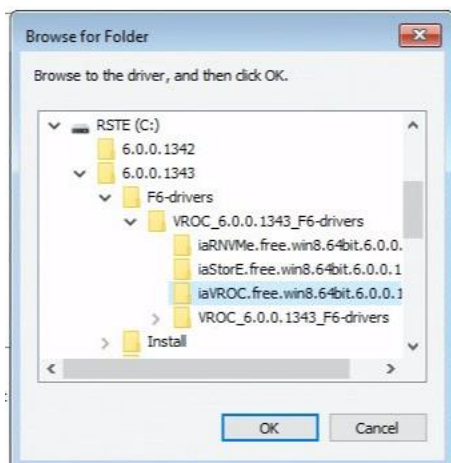 Browse for Folder
Browse to the driver, and then click OK.
RSTE (C:)
6.0.0.1342
6.0.0.1343
F6-drivers
VROC_6.0.0.1343_F6-drivers
iaRNVMe.free.win8.64bit.6.0.0.
iaStorE.free.win8.64bit.6.0.0.1
iaVROC.free.win8.64bit.6.0.0.1
VROC_6.0.0.1343_F6-drivers
Install
OK Cancel